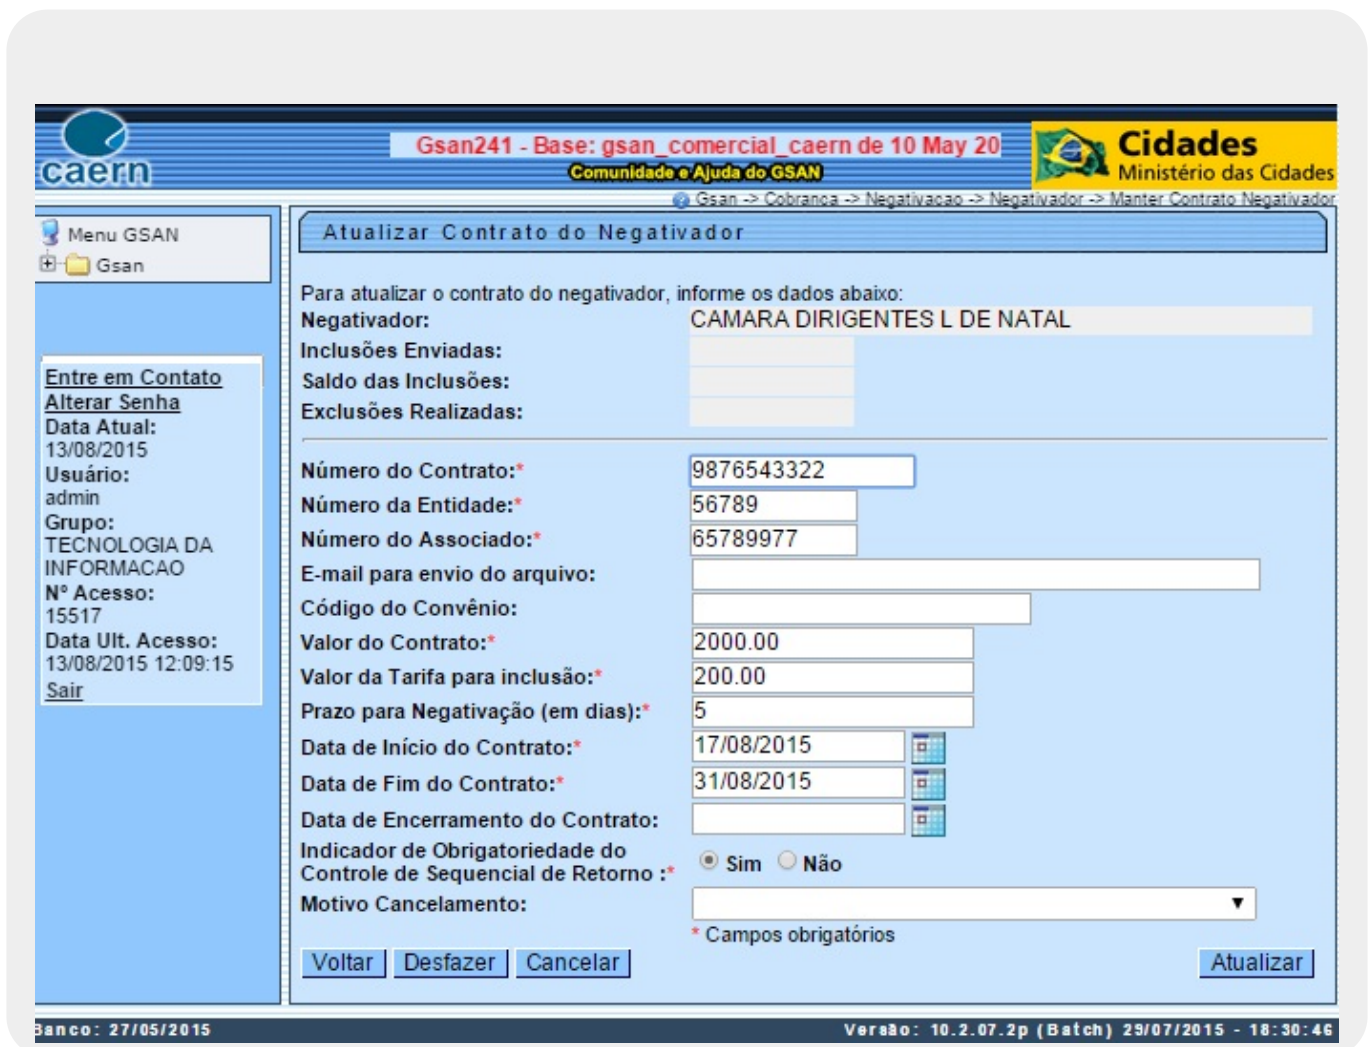 caern
Gsan241 - Base: gsan_comercial_caern de 10 May 20
Comunidade e Ajuda do GSAN
Cidades
Ministério das Cidades
Gsan -> Cobranca -> Negativacao -> Negativador -> Manter Contrato Negativador
Menu GSAN
Gsan
Entre em Contato
Alterar Senha
Data Atual:
13/08/2015
Usuário:
admin
Grupo:
TECNOLOGIA DA
INFORMACAO
Nº Acesso:
15517
Data Ult. Acesso:
13/08/2015 12:09:15
Sair
Atualizar Contrato do Negativador
Para atualizar o contrato do negativador, informe os dados abaixo:
Negativador: CAMARA DIRIGENTES L DE NATAL
Inclusões Enviadas:
Saldo das Inclusões:
Exclusões Realizadas:
Número do Contrato:* 9876543322
Número da Entidade:* 56789
Número do Associado:* 65789977
E-mail para envio do arquivo:
Código do Convênio:
Valor do Contrato:* 2000.00
Valor da Tarifa para inclusão:* 200.00
Prazo para Negativação (em dias):* 5
Data de Início do Contrato:* 17/08/2015
Data de Fim do Contrato:* 31/08/2015
Data de Encerramento do Contrato:
Indicador de Obrigatoriedade do
Controle de Sequencial de Retorno :* Sim Não
Motivo Cancelamento:
* Campos obrigatórios
Voltar Desfazer Cancelar Atualizar
Banco: 27/05/2015 Versão: 10.2.07.2p (Batch) 29/07/2015 - 18:30:46